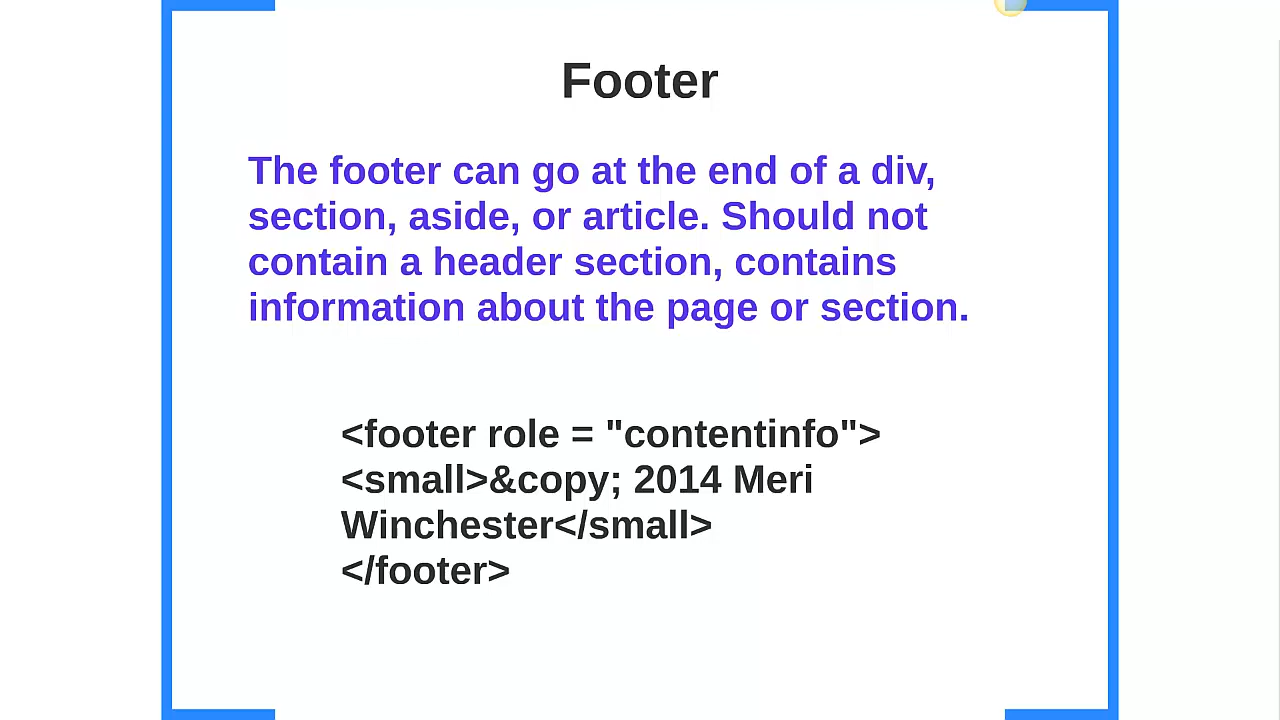 Footer
The footer can go at the end of a div,
section, aside, or article. Should not
contain a header section, contains
information about the page or section.
<footer role = "contentinfo">
<small>&copy; 2014 Meri
Winchester</small>
</footer>